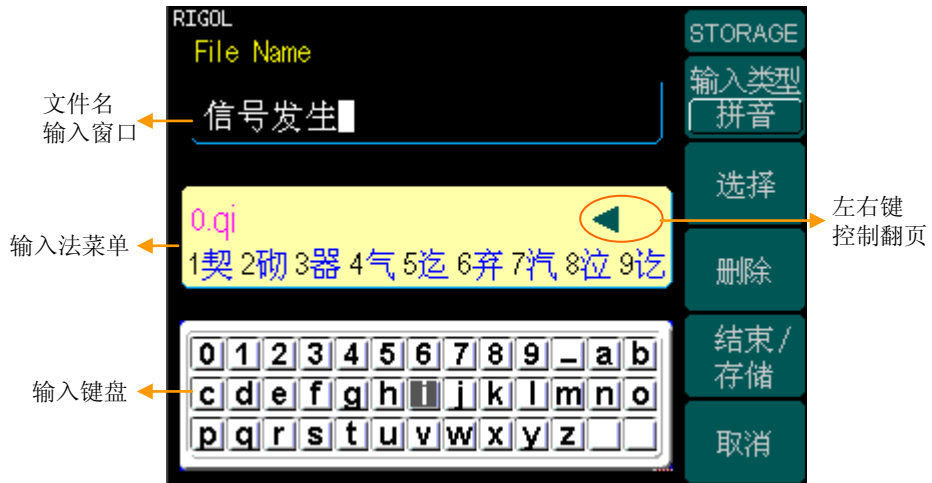 RIGOL
File Name
STORAGE
输入类型
拼音
文件名
输入窗口
信号发生
选择
左右键
控制翻页
输入法菜单
0.qi
1契 2砌 3器 4气 5迄 6弃 7汽 8泣 9讫
删除
输入键盘
0 1 2 3 4 5 6 7 8 9 _ a b
c d e f g h i j k l m n o
p q r s t u v w x y z
结束/
存储
取消